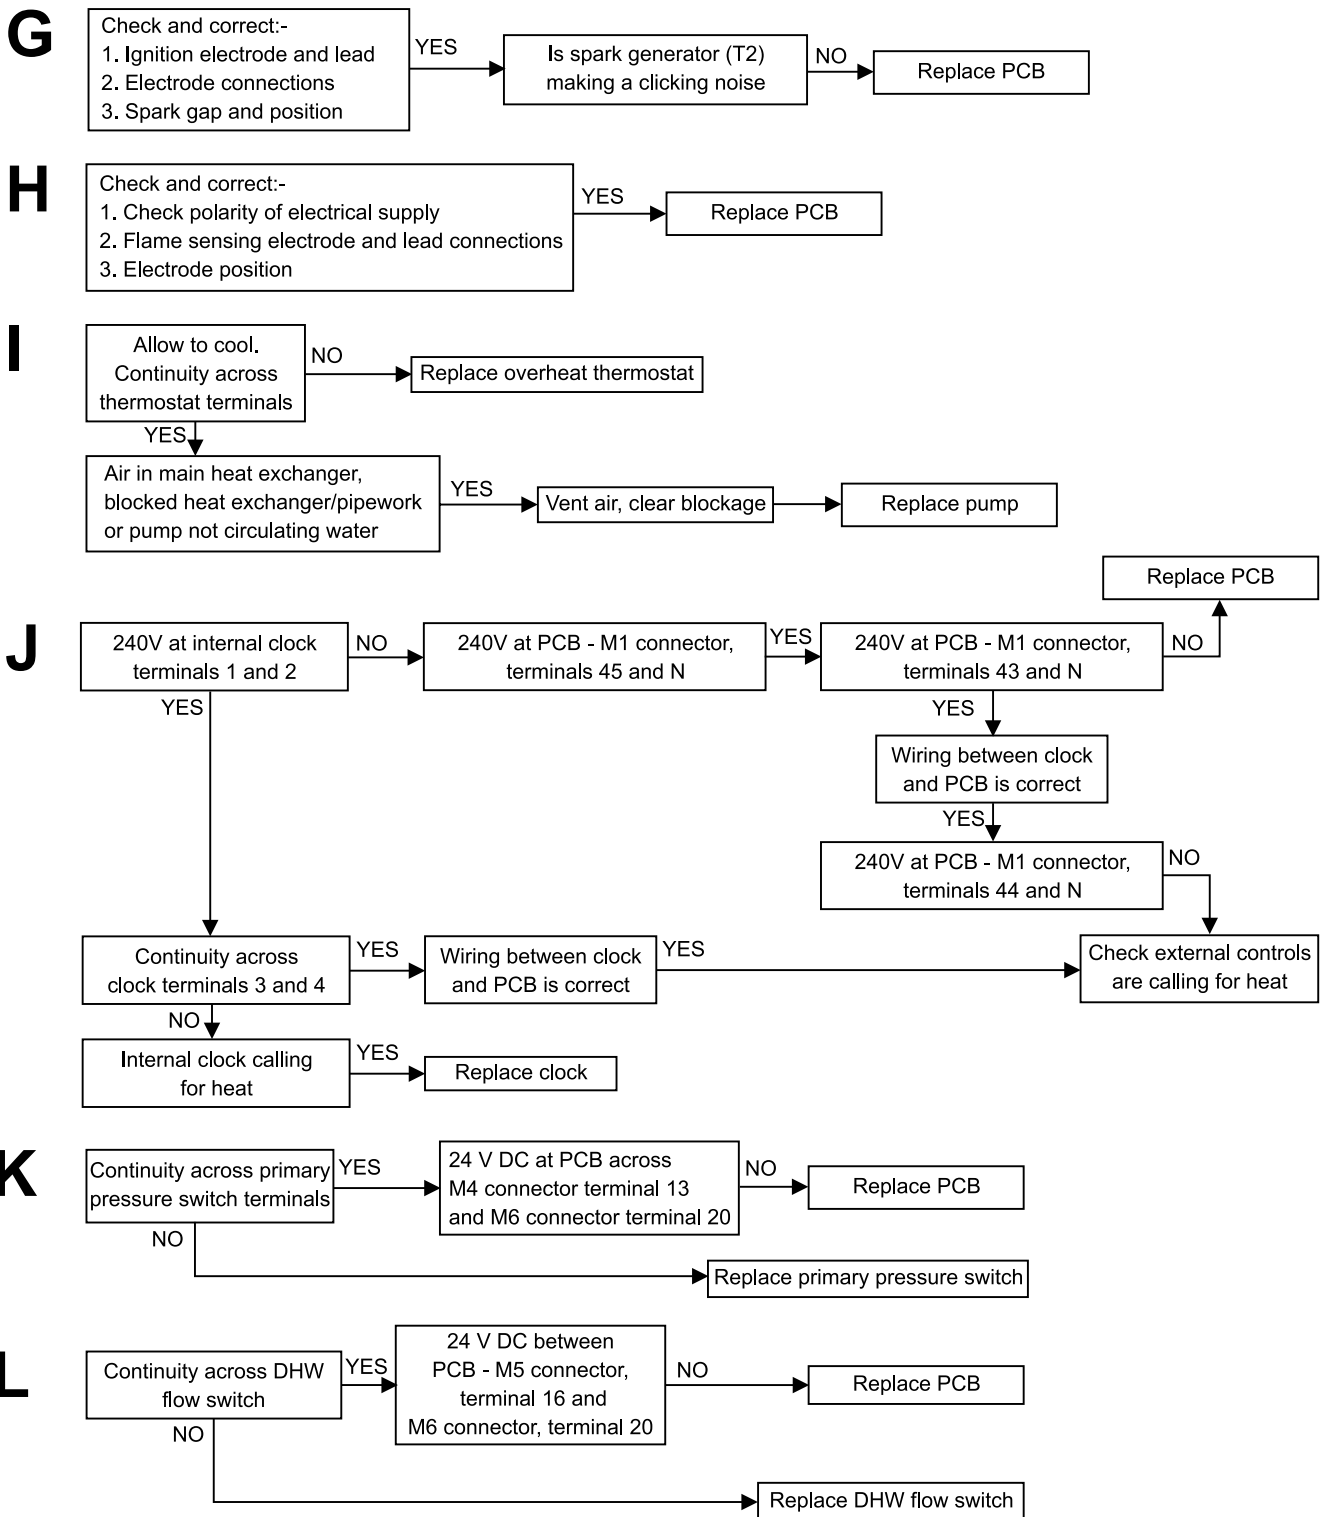 G
Check and correct:-
1. Ignition electrode and lead
2. Electrode connections
3. Spark gap and position
YES
Is spark generator (T2)
making a clicking noise
NO
Replace PCB
H
Check and correct:-
1. Check polarity of electrical supply
2. Flame sensing electrode and lead connections
3. Electrode position
YES
Replace PCB
I
Allow to cool.
Continuity across
thermostat terminals
NO
Replace overheat thermostat
YES
Air in main heat exchanger,
blocked heat exchanger/pipework
or pump not circulating water
YES
Vent air, clear blockage
Replace pump
J
240V at internal clock
terminals 1 and 2
NO
240V at PCB - M1 connector,
terminals 45 and N
YES
240V at PCB - M1 connector,
terminals 43 and N
NO
Replace PCB
YES
Wiring between clock
and PCB is correct
YES
240V at PCB - M1 connector,
terminals 44 and N
NO
YES
Continuity across
clock terminals 3 and 4
YES
Wiring between clock
and PCB is correct
YES
Check external controls
are calling for heat
NO
Internal clock calling
for heat
YES
Replace clock
K
Continuity across primary
pressure switch terminals
YES
24 V DC at PCB across
M4 connector terminal 13
and M6 connector terminal 20
NO
Replace PCB
NO
Replace primary pressure switch
L
Continuity across DHW
flow switch
YES
24 V DC between
PCB - M5 connector,
terminal 16 and
M6 connector, terminal 20
NO
Replace PCB
NO
Replace DHW flow switch